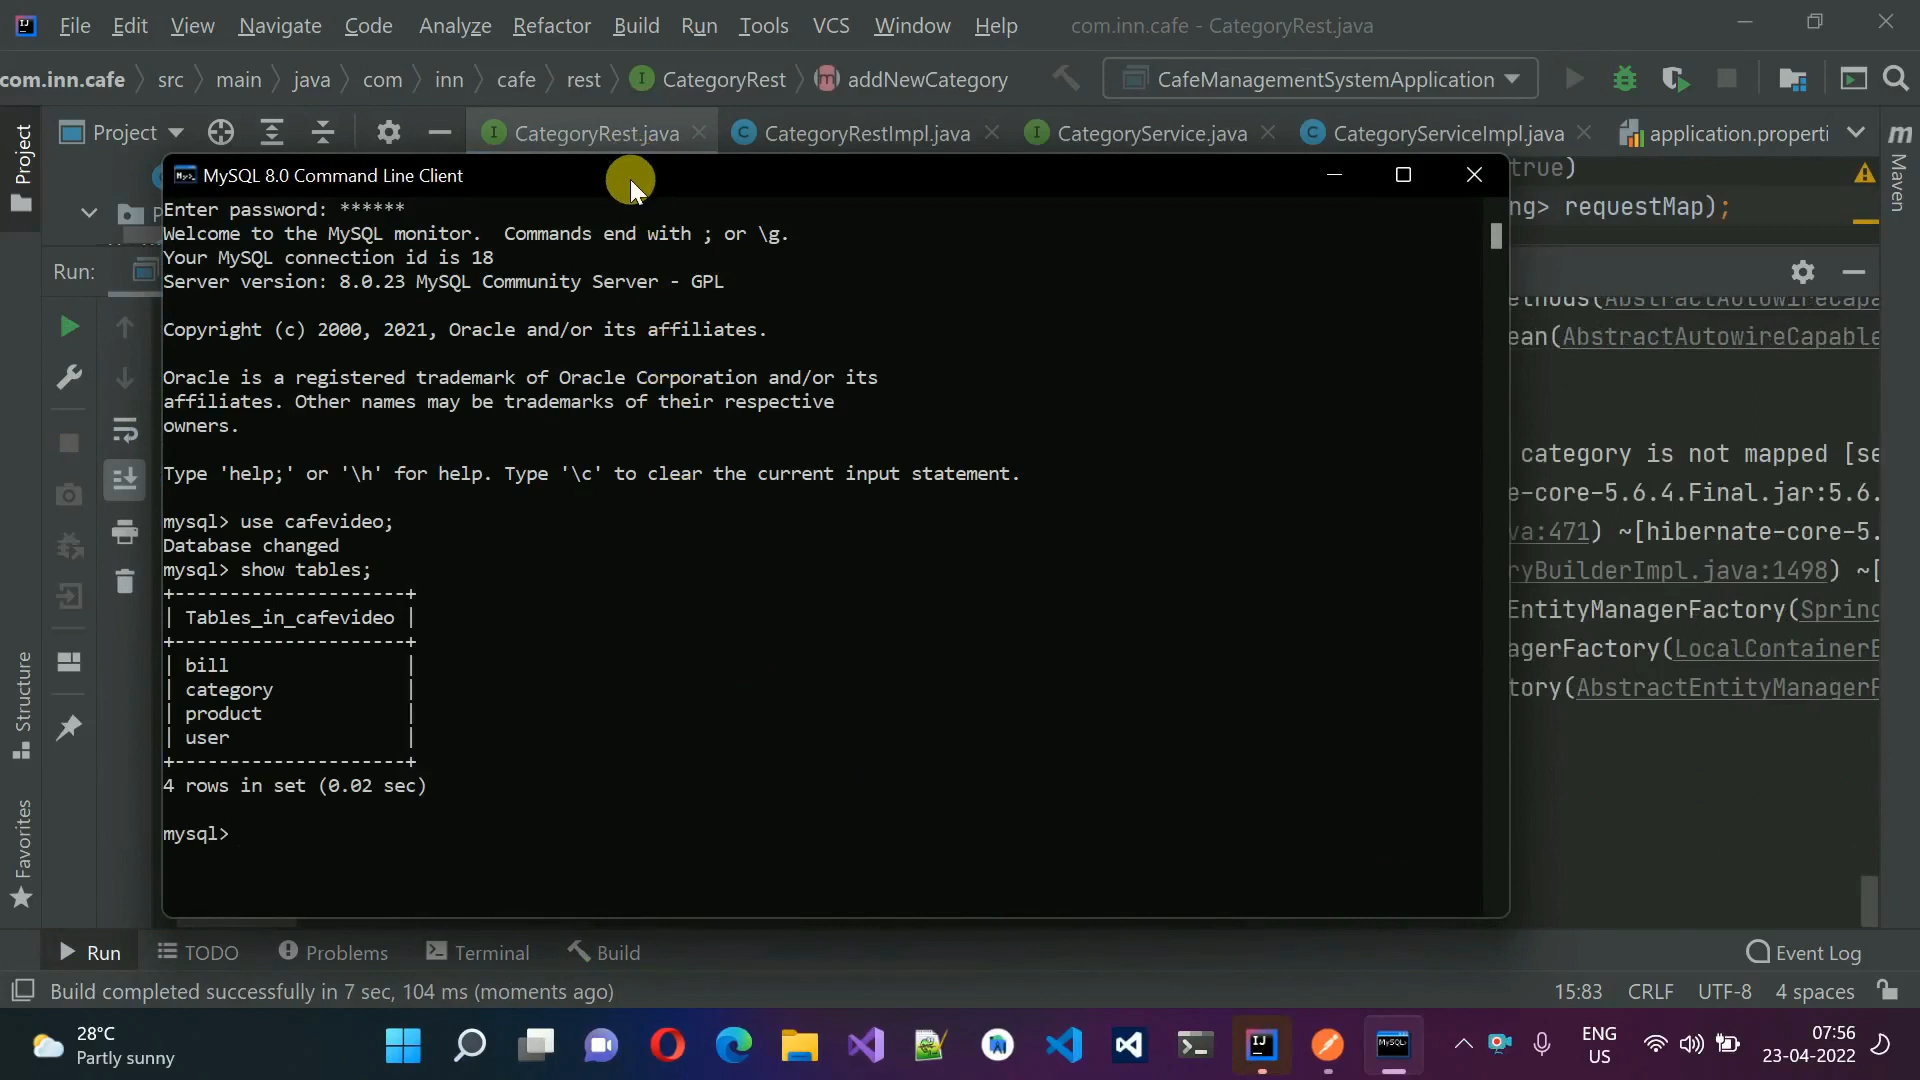 File Edit View Navigate Code Analyze Refactor Build Run Tools VCS Window Help com.inn.cafe - CategoryRest.java
com.inn.cafe src main java com inn cafe rest CategoryRest addNewCategory CafeManagementSystemApplication
Project CategoryRest.java CategoryRestImpl.java CategoryService.java CategoryServiceImpl.java application.properti
Project
Maven
true)
ng> requestMap);
MySQL 8.0 Command Line Client
Enter password: ******
Welcome to the MySQL monitor.  Commands end with ; or \g.
Your MySQL connection id is 18
Server version: 8.0.23 MySQL Community Server - GPL
Copyright (c) 2000, 2021, Oracle and/or its affiliates.
Oracle is a registered trademark of Oracle Corporation and/or its
affiliates. Other names may be trademarks of their respective
owners.
Type 'help;' or '\h' for help. Type '\c' to clear the current input statement.
mysql> use cafevideo;
Database changed
mysql> show tables;
+---------------------+
| Tables_in_cafevideo |
+---------------------+
| bill                |
| category            |
| product             |
| user                |
+---------------------+
4 rows in set (0.02 sec)
mysql>
Run:
ethods(AbstractAutowireCapa
ean(AbstractAutowireCapable
category is not mapped [se
e-core-5.6.4.Final.jar:5.6.
va:471) ~[hibernate-core-5.
ryBuilderImpl.java:1498) ~[
EntityManagerFactory(Spring
agerFactory(LocalContainerE
tory(AbstractEntityManagerF
Structure
Favorites
Run TODO Problems Terminal Build Event Log
Build completed successfully in 7 sec, 104 ms (moments ago) 15:83 CRLF UTF-8 4 spaces
28°C
Partly sunny
ENG
US
07:56
23-04-2022